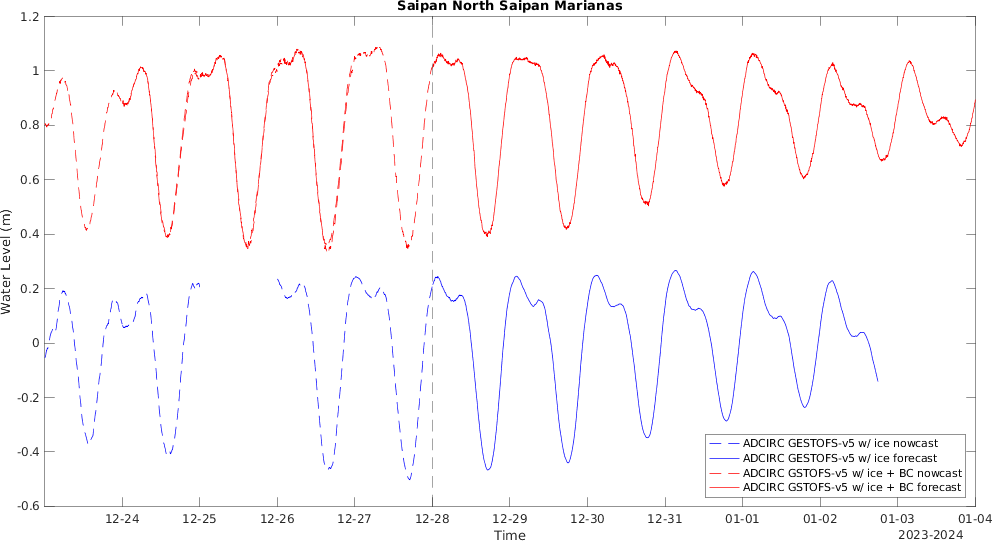 Saipan North Saipan Marianas
1.2
1
0.8
0.6
0.4
0.2
0
-0.2
-0.4
-0.6
Water Level (m)
ADCIRC GESTOFS-v5 w/ ice nowcast
ADCIRC GESTOFS-v5 w/ ice forecast
ADCIRC GSTOFS-v5 w/ ice + BC nowcast
ADCIRC GSTOFS-v5 w/ ice + BC forecast
12-24 12-25 12-26 12-27 12-28 12-29 12-30 12-31 01-01 01-02 01-03 01-04
Time
2023-2024